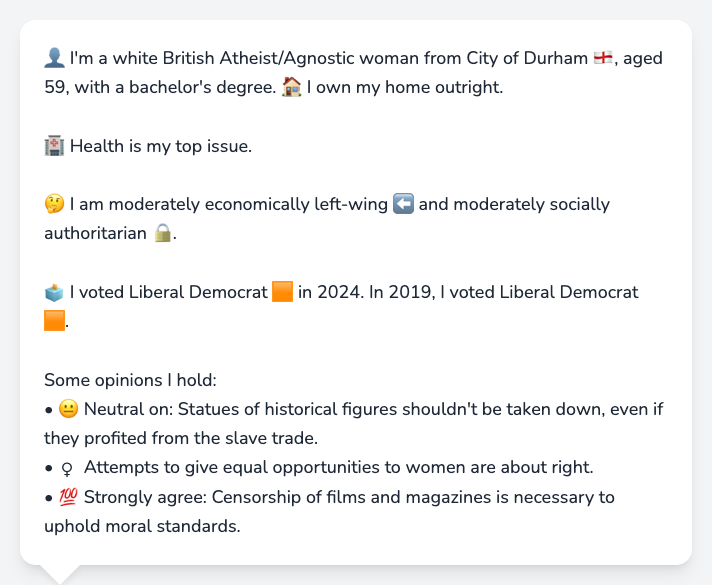 👤 I'm a white British Atheist/Agnostic woman from City of Durham 🏴󠁧󠁢󠁥󠁮󠁧󠁿, aged
59, with a bachelor's degree. 🏠 I own my home outright.
🏥 Health is my top issue.
🤔 I am moderately economically left-wing ⬅️ and moderately socially
authoritarian 🔒.
🗳️ I voted Liberal Democrat 🟧 in 2024. In 2019, I voted Liberal Democrat
🟧.
Some opinions I hold:
• 😐 Neutral on: Statues of historical figures shouldn't be taken down, even if
they profited from the slave trade.
• ♀ Attempts to give equal opportunities to women are about right.
• 💯 Strongly agree: Censorship of films and magazines is necessary to
uphold moral standards.